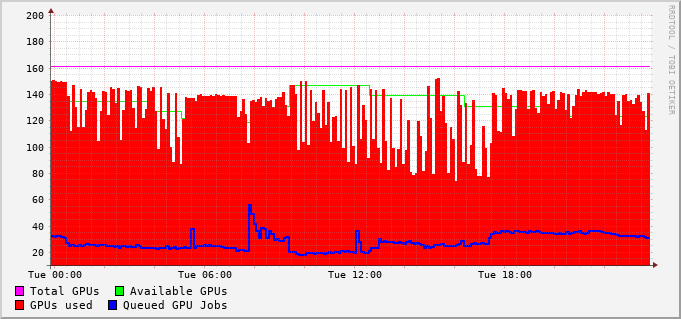 200
180
160
140
120
100
80
60
40
20
Tue 00:00 Tue 06:00 Tue 12:00 Tue 18:00
Total GPUs Available GPUs
GPUs used Queued GPU Jobs
RRDTOOL / TOBI OETIKER